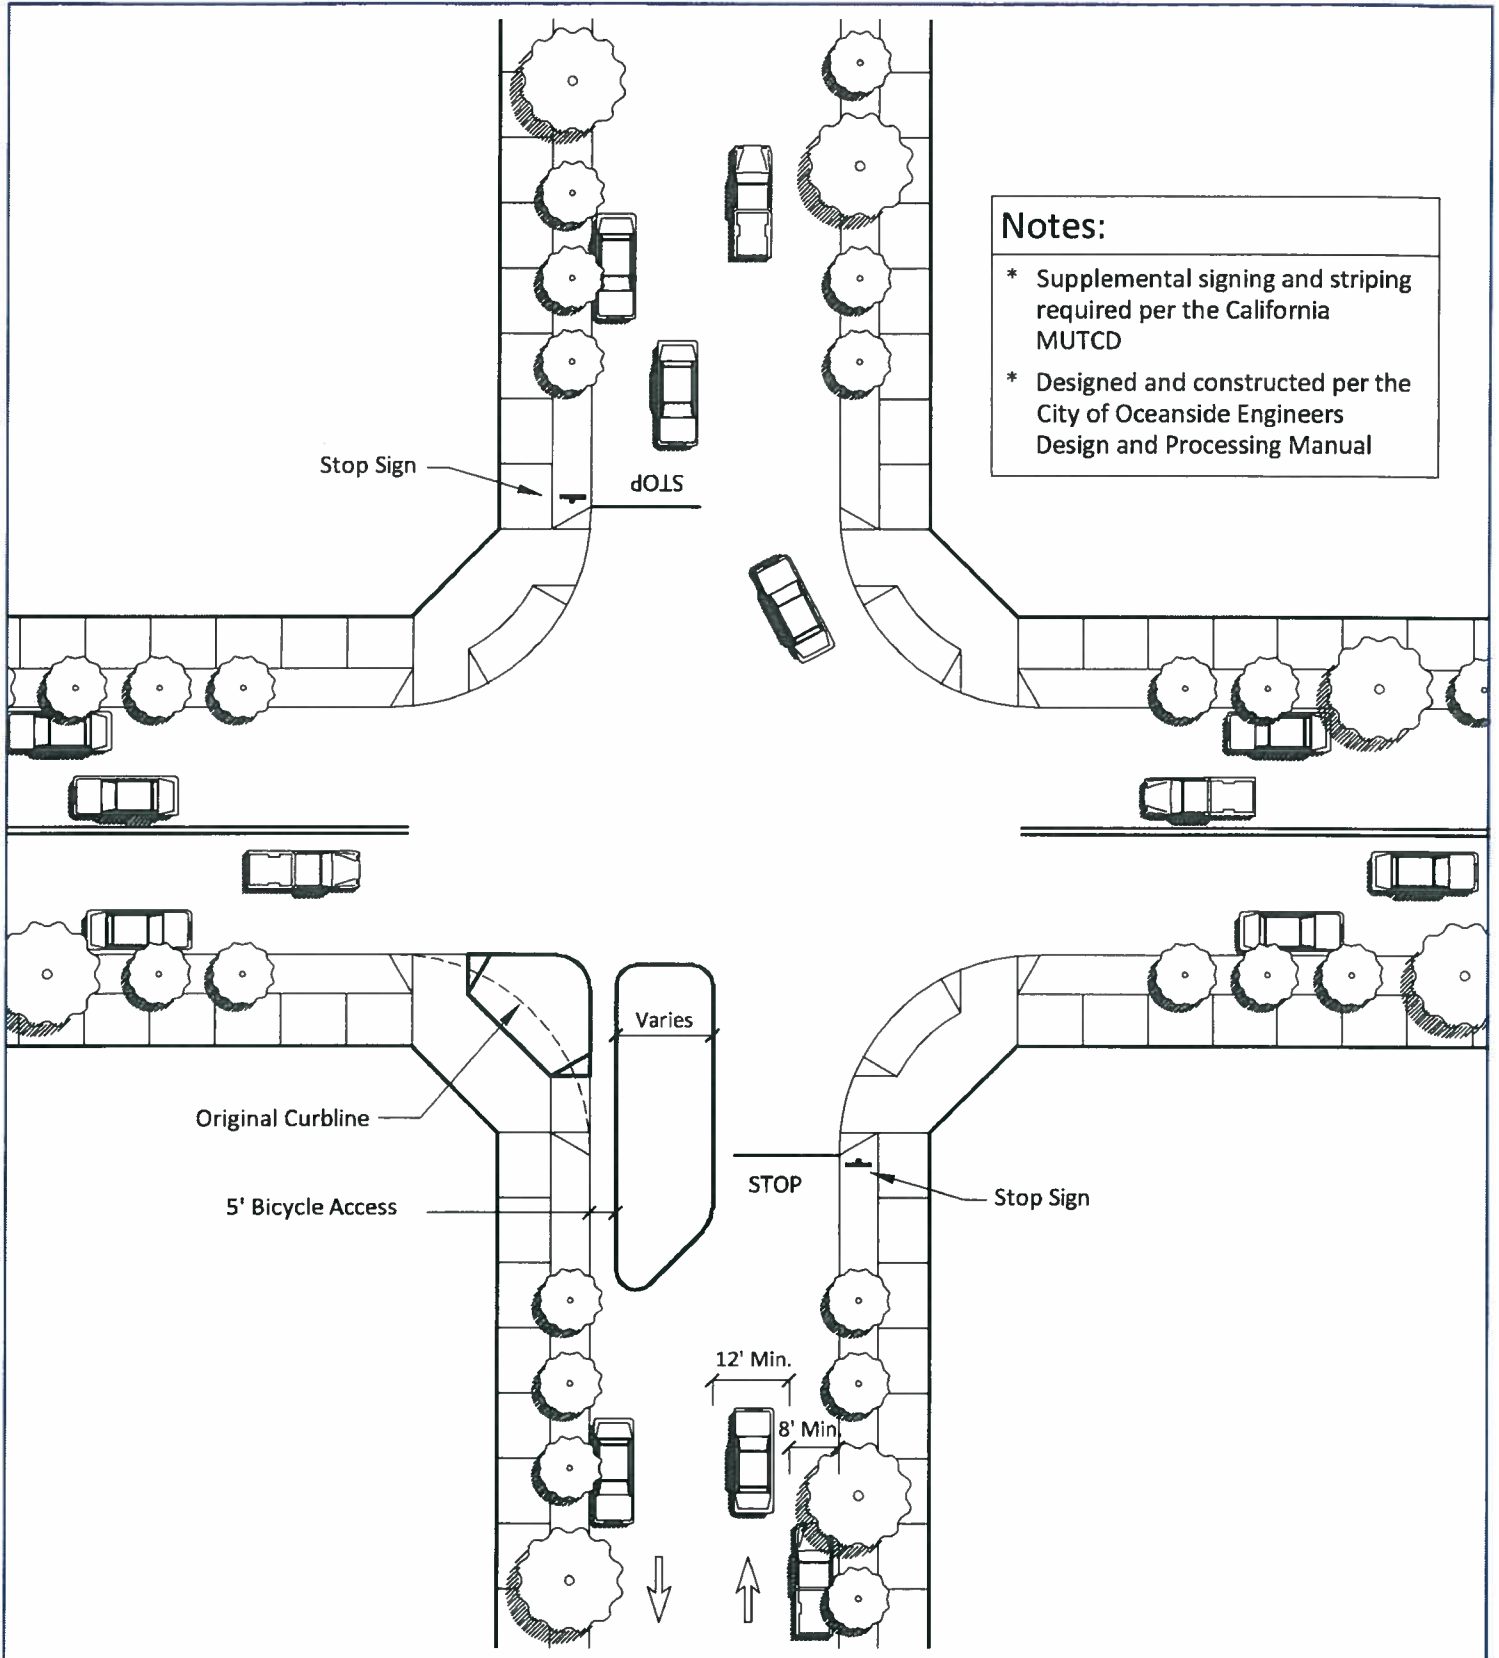 Notes:
* Supplemental signing and striping
required per the California
MUTCD
* Designed and constructed per the
City of Oceanside Engineers
Design and Processing Manual
Stop Sign
STOP
Varies
Original Curbline
STOP
5' Bicycle Access
Stop Sign
12' Min.
8' Min.